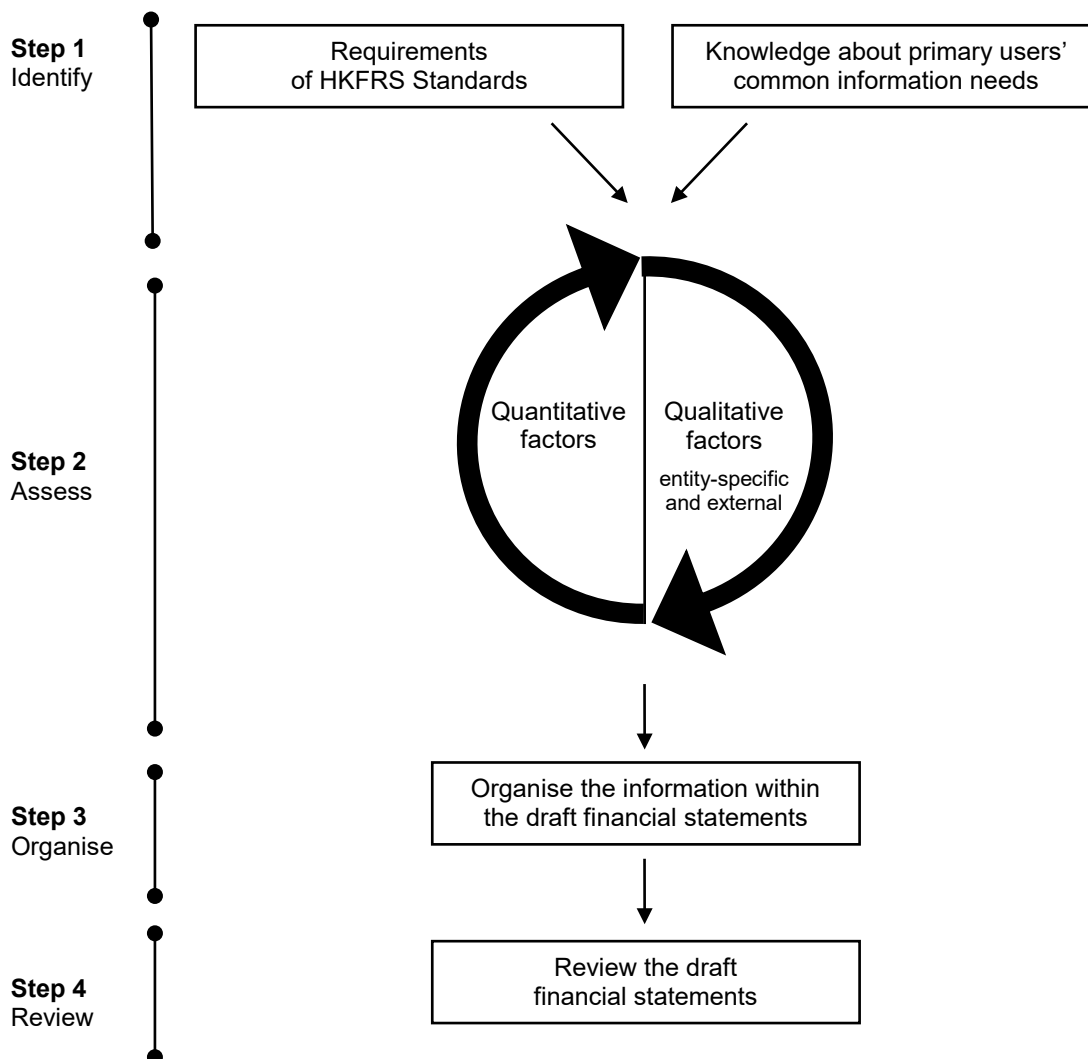 Step 1
Identify
Requirements
of HKFRS Standards
Knowledge about primary users’
common information needs
Step 2
Assess
Quantitative
factors
Qualitative
factors
entity-specific
and external
Step 3
Organise
Organise the information within
the draft financial statements
Step 4
Review
Review the draft
financial statements